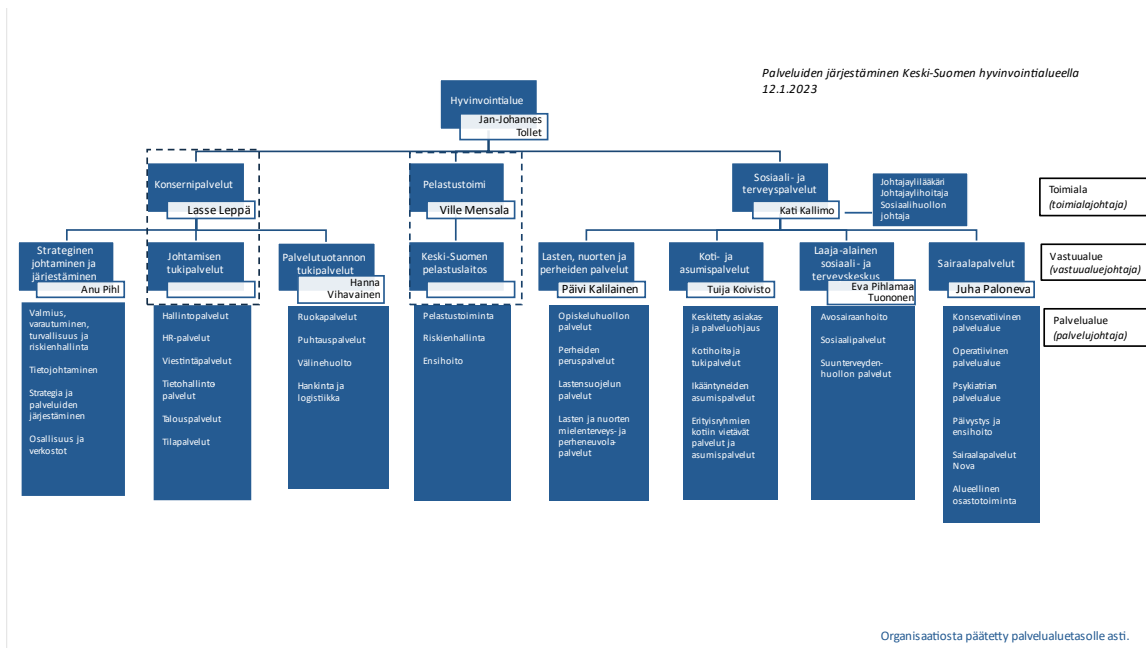 Palveluiden järjestäminen Keski-Suomen hyvinvointialueella
12.1.2023
Hyvinvointialue
Jan-Johannes
Tollet
Konsernipalvelut
Lasse Leppä
Pelastustoimi
Ville Mensala
Sosiaali- ja
terveyspalvelut
Kati Kallimo
Johtajaylilääkäri
Johtajaylihoitaja
Sosiaalihuollon
johtaja
Toimiala
(toimialajohtaja)
Strateginen
johtaminen ja
järjestäminen
Anu Pihl
Johtamisen
tukipalvelut
Palvelutuotannon
tukipalvelut
Hanna
Vihavainen
Keski-Suomen
pelastuslaitos
Lasten, nuorten ja
perheiden palvelut
Päivi Kalilainen
Koti- ja
asumispalvelut
Tuija Koivisto
Laaja-alainen
sosiaali- ja
terveyskeskus
Eva Pihlamaa
Tuononen
Sairaalapalvelut
Juha Paloneva
Vastuualue
(vastuualuejohtaja)
Valmius,
varautuminen,
turvallisuus ja
riskienhallinta
Tietojohtaminen
Strategia ja
palveluiden
järjestäminen
Osallisuus ja
verkostot
Hallintopalvelut
HR-palvelut
Viestintäpalvelut
Tietohallinto-
palvelut
Talouspalvelut
Tilapalvelut
Ruokapalvelut
Puhtauspalvelut
Välinehuolto
Hankinta ja
logistiikka
Pelastustoiminta
Riskienhallinta
Ensihoito
Opiskeluhuollon
palvelut
Perheiden
peruspalvelut
Lastensuojelun
palvelut
Lasten ja nuorten
mielenterveys- ja
perheneuvola-
palvelut
Keskitetty asiakas-
ja palveluohjaus
Kotihoito ja
tukipalvelut
Ikääntyneiden
asumispalvelut
Erityisryhmien
kotiin vietävät
palvelut ja
asumispalvelut
Avosairaanhoito
Sosiaalipalvelut
Suunterveyden-
huollon palvelut
Konservatiivinen
palvelualue
Operatiivinen
palvelualue
Psykiatrian
palvelualue
Päivystys ja
ensihoito
Sairaalapalvelut
Nova
Alueellinen
osastotoiminta
Palvelualue
(palvelujohtaja)
Organisaatiosta päätetty palvelualuetasolle asti.